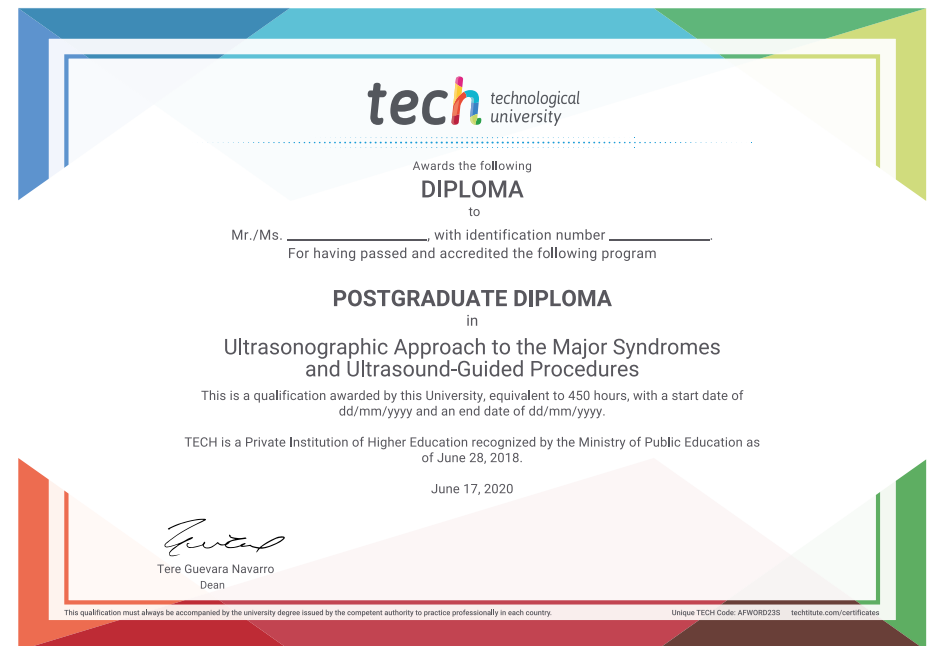 tech technological
university
Awards the following
DIPLOMA
to
Mr./Ms. ____________________, with identification number ______________.
For having passed and accredited the following program
POSTGRADUATE DIPLOMA
in
Ultrasonographic Approach to the Major Syndromes
and Ultrasound-Guided Procedures
This is a qualification awarded by this University, equivalent to 450 hours, with a start date of
dd/mm/yyyy and an end date of dd/mm/yyyy.
TECH is a Private Institution of Higher Education recognized by the Ministry of Public Education as
of June 28, 2018.
June 17, 2020
Tere Guevara Navarro
Dean
This qualification must always be accompanied by the university degree issued by the competent authority to practice professionally in each country.
Unique TECH Code: AFWORD23S techtitute.com/certificates